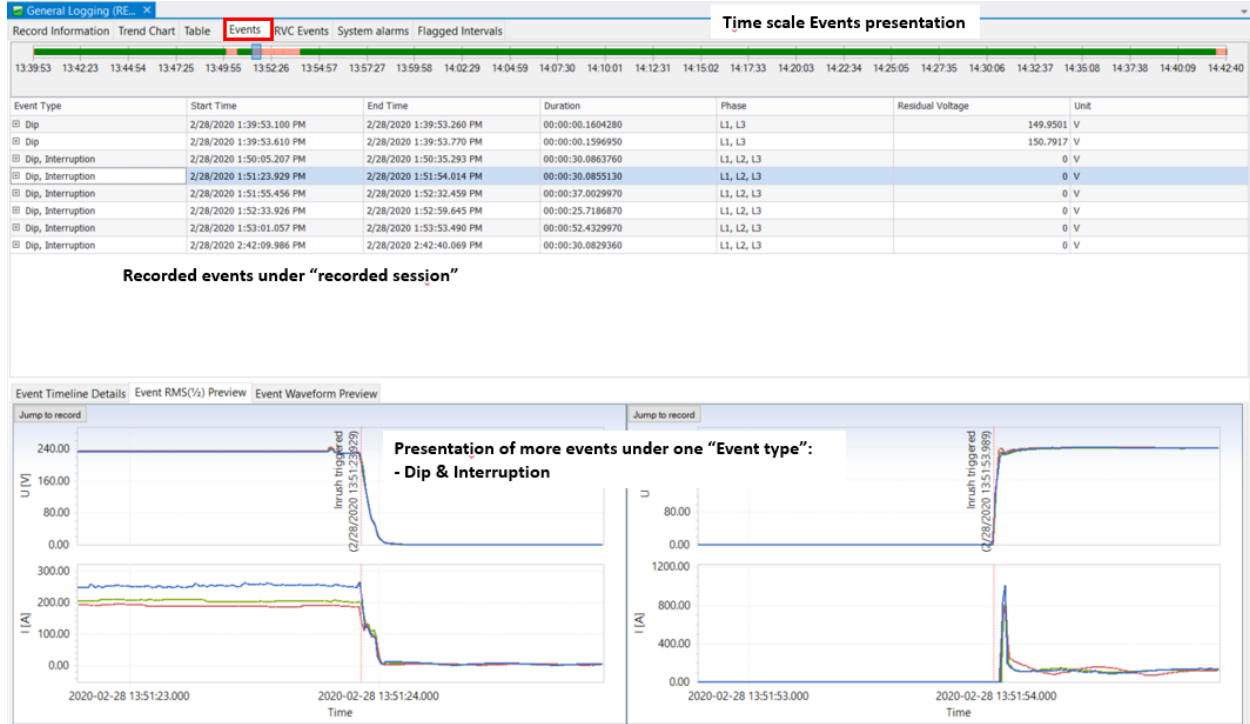 General Logging (RE... ×
Time scale Events presentation
Record Information Trend Chart Table Events RVC Events System alarms Flagged Intervals
13:39:53 13:42:23 13:44:54 13:47:25 13:49:55 13:52:26 13:54:57 13:57:27 13:59:58 14:02:29 14:04:59 14:07:30 14:10:01 14:12:31 14:15:02 14:17:33 14:20:03 14:22:34 14:25:05 14:27:35 14:30:06 14:32:37 14:35:08 14:37:38 14:40:09 14:42:40
Event Type Start Time End Time Duration Phase Residual Voltage Unit
Dip 2/28/2020 1:39:53.100 PM 2/28/2020 1:39:53.260 PM 00:00:00.1604280 L1, L3 149.9501 V
Dip 2/28/2020 1:39:53.610 PM 2/28/2020 1:39:53.770 PM 00:00:00.1596950 L1, L3 150.7917 V
Dip, Interruption 2/28/2020 1:50:05.207 PM 2/28/2020 1:50:35.293 PM 00:00:30.0863760 L1, L2, L3 0 V
Dip, Interruption 2/28/2020 1:51:23.929 PM 2/28/2020 1:51:54.014 PM 00:00:30.0855130 L1, L2, L3 0 V
Dip, Interruption 2/28/2020 1:51:55.456 PM 2/28/2020 1:52:32.459 PM 00:00:37.0029970 L1, L2, L3 0 V
Dip, Interruption 2/28/2020 1:52:33.926 PM 2/28/2020 1:52:59.645 PM 00:00:25.7186870 L1, L2, L3 0 V
Dip, Interruption 2/28/2020 1:53:01.057 PM 2/28/2020 1:53:53.490 PM 00:00:52.4329970 L1, L2, L3 0 V
Dip, Interruption 2/28/2020 2:42:09.986 PM 2/28/2020 2:42:40.069 PM 00:00:30.0829360 L1, L2, L3 0 V
Recorded events under “recorded session”
Event Timeline Details Event RMS(½) Preview Event Waveform Preview
Jump to record
Jump to record
Presentation of more events under one “Event type”:
- Dip & Interruption
240.00
160.00
80.00
0.00
U [V]
Inrush triggered
(2/28/2020 13:51:23.929)
300.00
200.00
100.00
0.00
I [A]
2020-02-28 13:51:23.000 2020-02-28 13:51:24.000
Time
80.00
0.00
Inrush triggered
(2/28/2020 13:51:53.989)
1200.00
800.00
400.00
0.00
I [A]
2020-02-28 13:51:53.000 2020-02-28 13:51:54.000
Time